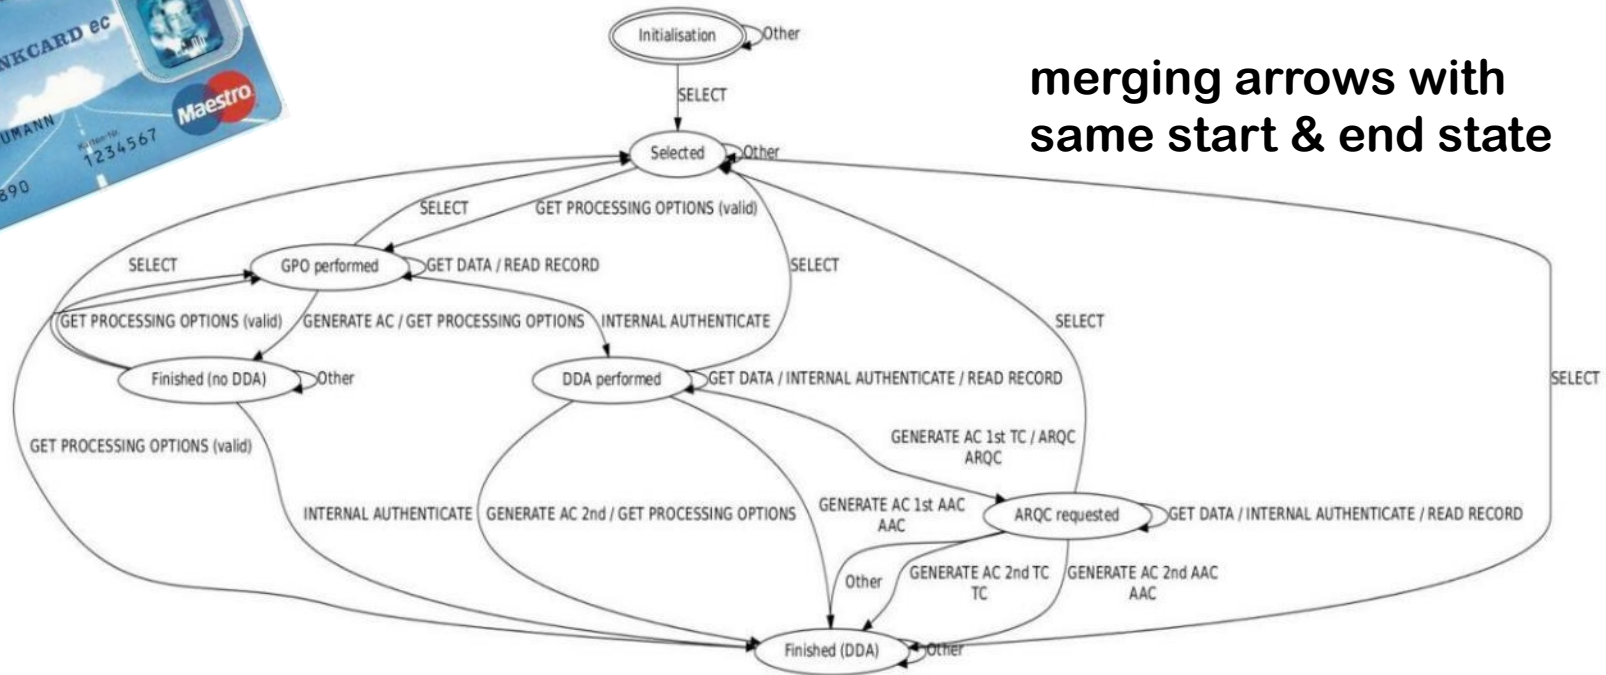 NKCARD ec
Maestro
UMANN
Karten-Nr.
1234567
890
merging arrows with
same start & end state
Initialisation
Other
SELECT
Selected
Other
SELECT
GET PROCESSING OPTIONS (valid)
SELECT
GPO performed
GET DATA / READ RECORD
SELECT
GET PROCESSING OPTIONS (valid)
GENERATE AC / GET PROCESSING OPTIONS
INTERNAL AUTHENTICATE
SELECT
Finished (no DDA)
Other
DDA performed
GET DATA / INTERNAL AUTHENTICATE / READ RECORD
SELECT
GET PROCESSING OPTIONS (valid)
GENERATE AC 1st TC / ARQC
ARQC
INTERNAL AUTHENTICATE
GENERATE AC 2nd / GET PROCESSING OPTIONS
GENERATE AC 1st AAC
AAC
ARQC requested
GET DATA / INTERNAL AUTHENTICATE / READ RECORD
Other
GENERATE AC 2nd TC
TC
GENERATE AC 2nd AAC
AAC
Finished (DDA)
Other